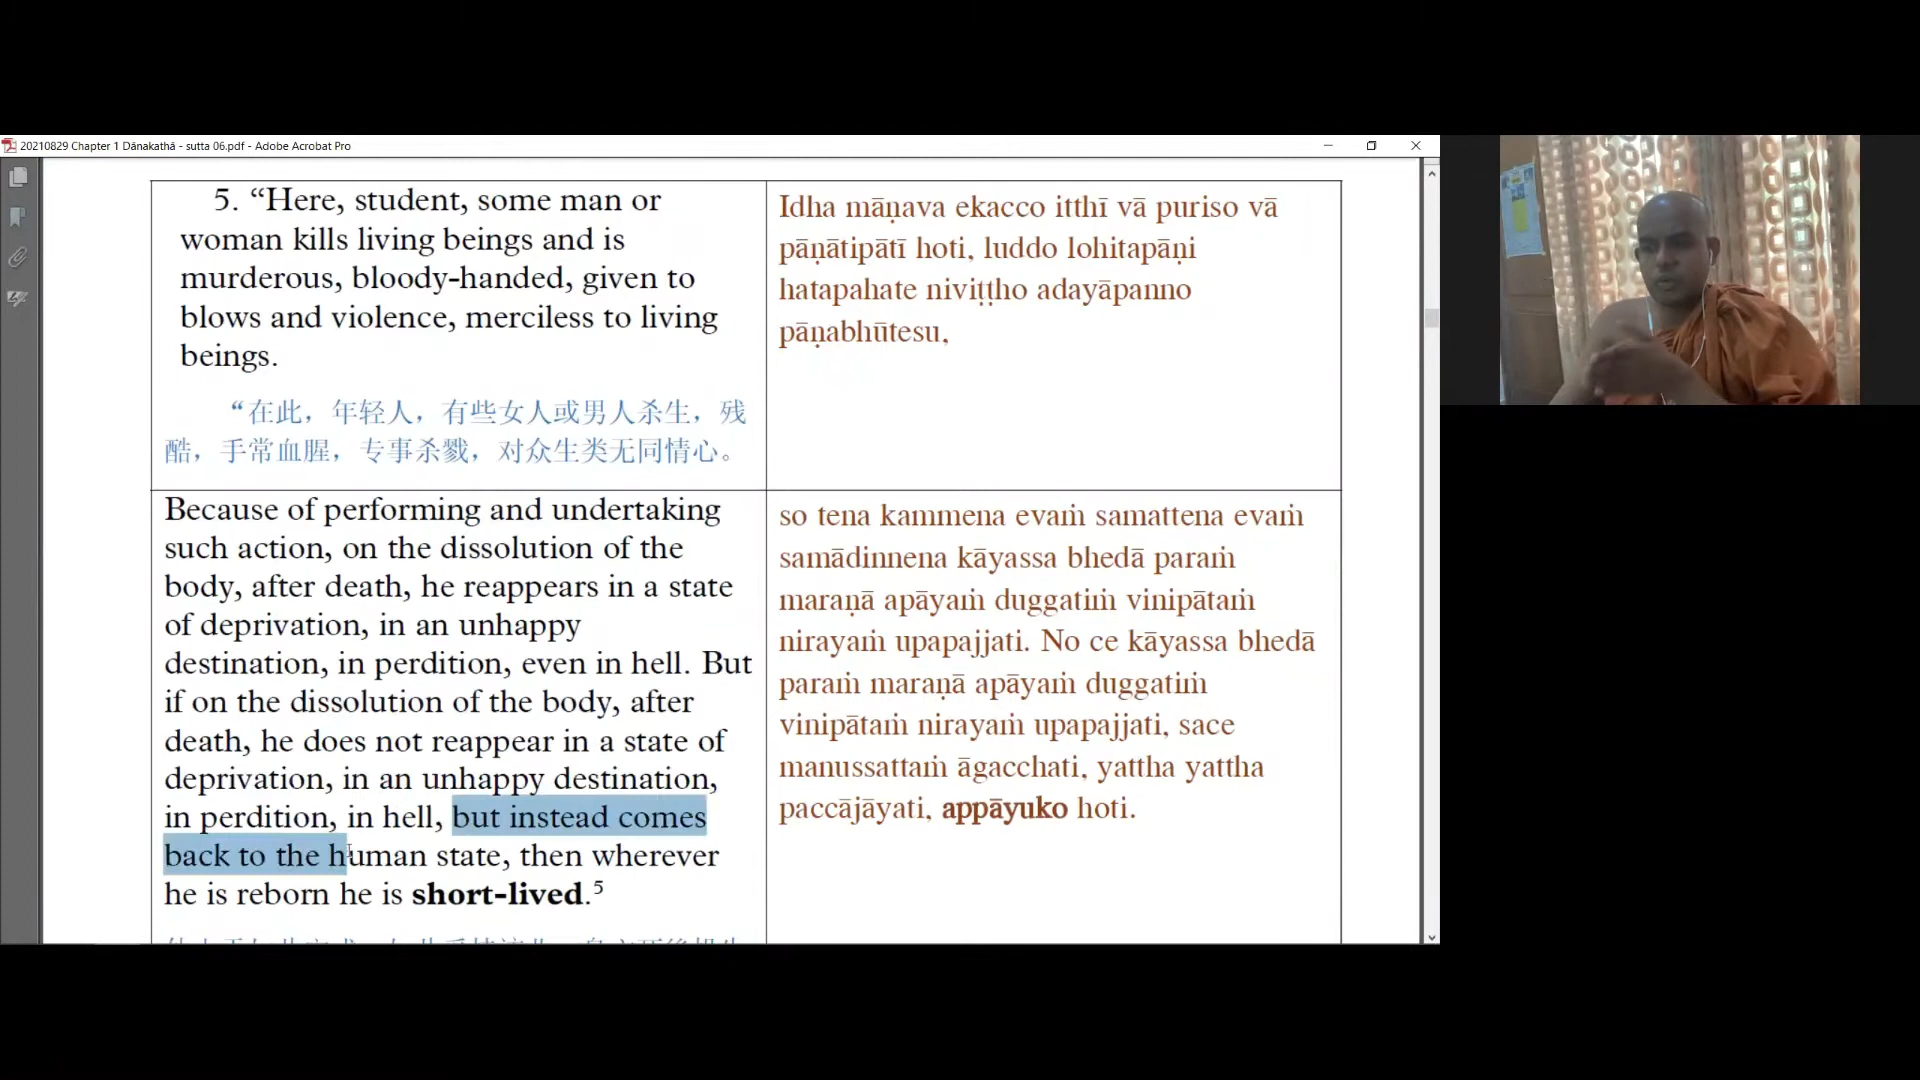 20210829 Chapter 1 Dānakathā - sutta 06.pdf - Adobe Acrobat Pro
5. “Here, student, some man or
woman kills living beings and is
murderous, bloody-handed, given to
blows and violence, merciless to living
beings.
“在此，年轻人，有些女人或男人杀生，残
酷，手常血腥，专事杀戮，对众生类无同情心。
Idha māṇava ekacco itthī vā puriso vā
pāṇātipātī hoti, luddo lohitapāṇi
hatapahate niviṭṭho adayāpanno
pāṇabhūtesu,
Because of performing and undertaking
such action, on the dissolution of the
body, after death, he reappears in a state
of deprivation, in an unhappy
destination, in perdition, even in hell. But
if on the dissolution of the body, after
death, he does not reappear in a state of
deprivation, in an unhappy destination,
in perdition, in hell, but instead comes
back to the human state, then wherever
he is reborn he is short-lived.5
so tena kammena evaṁ samattena evaṁ
samādinnena kāyassa bhedā paraṁ
maraṇā apāyaṁ duggatiṁ vinipātaṁ
nirayaṁ upapajjati. No ce kāyassa bhedā
paraṁ maraṇā apāyaṁ duggatiṁ
vinipātaṁ nirayaṁ upapajjati, sace
manussattaṁ āgacchati, yattha yattha
paccājāyati, appāyuko hoti.